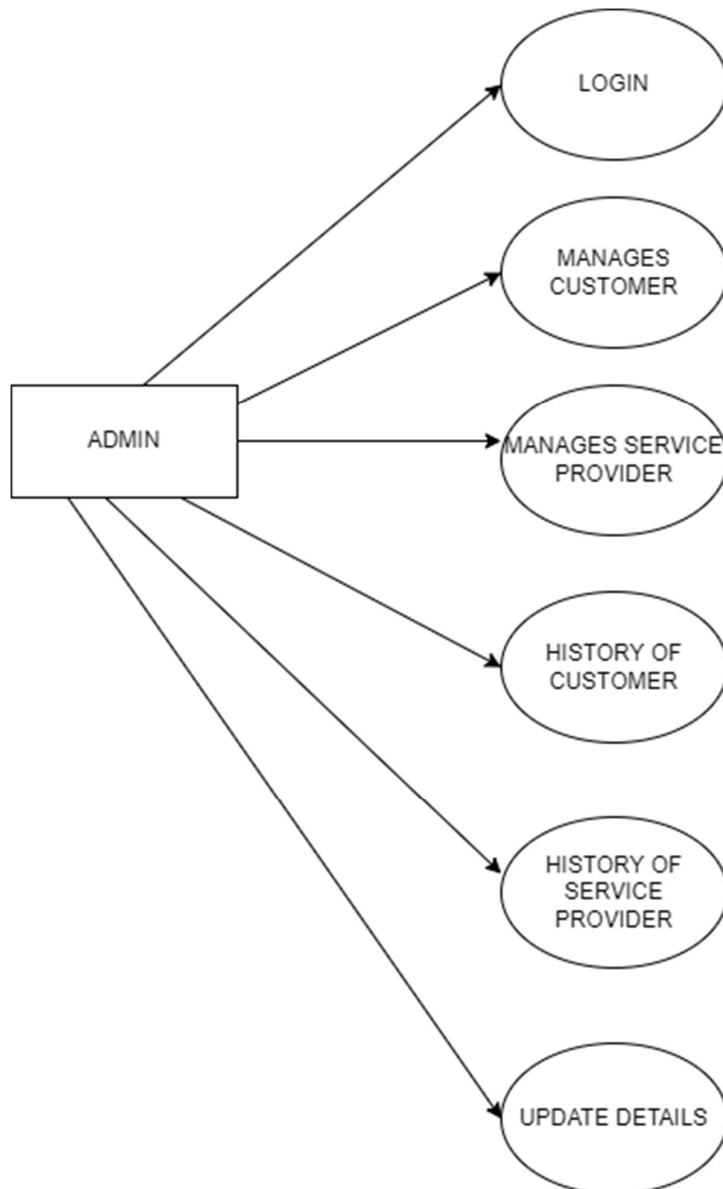 LOGIN
MANAGES
CUSTOMER
ADMIN
MANAGES SERVICE
PROVIDER
HISTORY OF
CUSTOMER
HISTORY OF
SERVICE
PROVIDER
UPDATE DETAILS